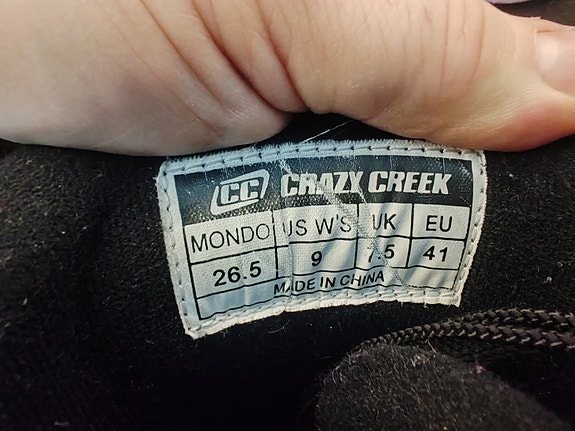 CC CRAZY CREEK
MONDO US W'S UK EU
26.5 9 7.5 41
MADE IN CHINA